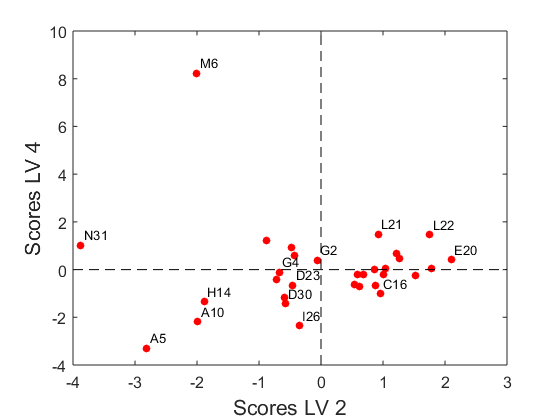 10
8
6
4
2
0
-2
-4
Scores LV 4
M6
L21
L22
N31
G2
E20
G4
D23
C16
H14
D30
A10
I26
A5
-4 -3 -2 -1 0 1 2 3
Scores LV 2